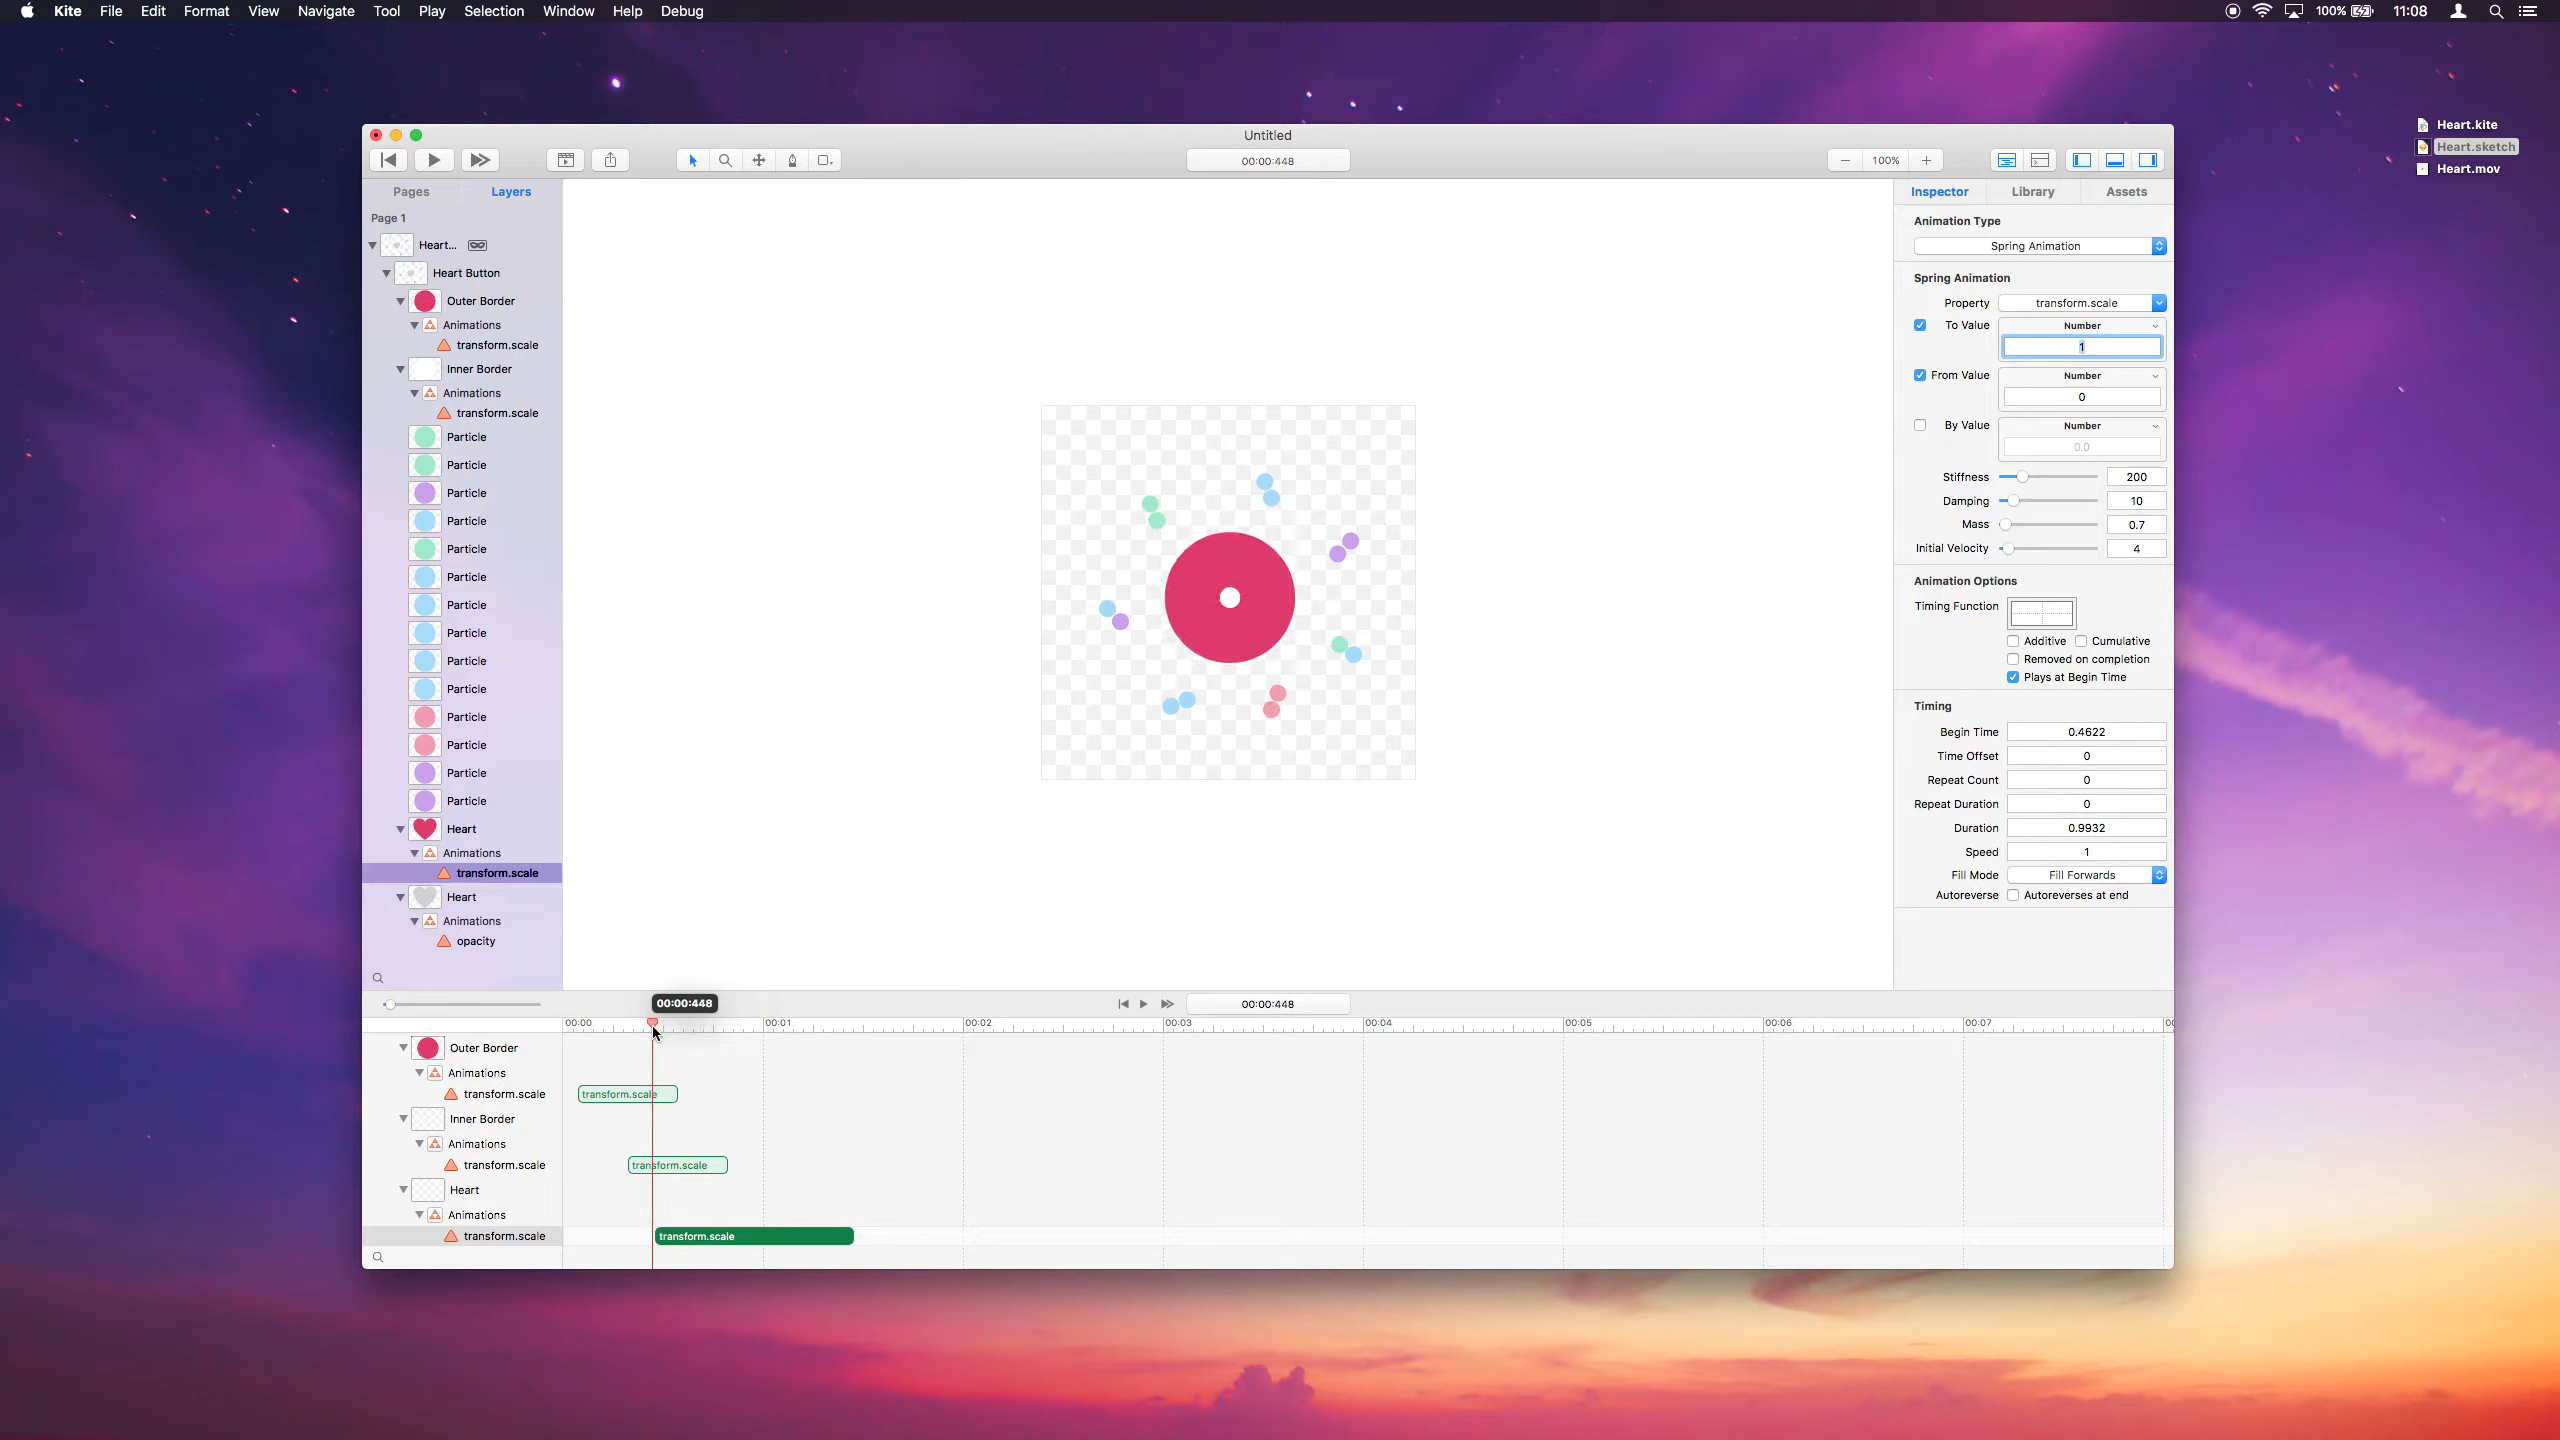 Kite File Edit Format View Navigate Tool Play Selection Window Help Debug 100% 11:08
Heart.kite
Heart.sketch
Heart.mov
Untitled
00:00:448
100%
Pages Layers
Page 1
Heart...
Heart Button
Outer Border
Animations
transform.scale
Inner Border
Animations
transform.scale
Particle
Particle
Particle
Particle
Particle
Particle
Particle
Particle
Particle
Particle
Particle
Particle
Particle
Particle
Heart
Animations
transform.scale
Heart
Animations
opacity
Inspector Library Assets
Animation Type
Spring Animation
Spring Animation
Property transform.scale
To Value Number
1
From Value Number
0
By Value Number
0.0
Stiffness 200
Damping 10
Mass 0.7
Initial Velocity 4
Animation Options
Timing Function
Additive Cumulative
Removed on completion
Plays at Begin Time
Timing
Begin Time 0.4622
Time Offset 0
Repeat Count 0
Repeat Duration 0
Duration 0.9932
Speed 1
Fill Mode Fill Forwards
Autoreverse Autoreverses at end
00:00:448
00:00:448
00:00 00:01 00:02 00:03 00:04 00:05 00:06 00:07
Outer Border
Animations
transform.scale transform.scale
Inner Border
Animations
transform.scale transform.scale
Heart
Animations
transform.scale transform.scale